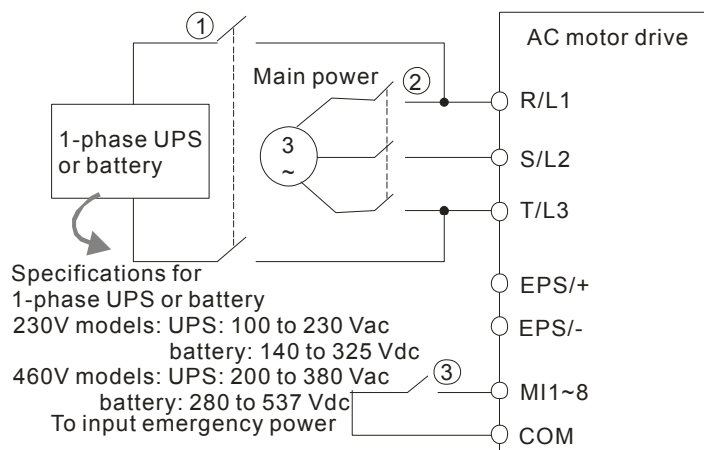 ①
AC motor drive
Main power
②
R/L1
1-phase UPS
or battery
3
~
S/L2
T/L3
Specifications for
1-phase UPS or battery
EPS/+
230V models: UPS: 100 to 230 Vac
EPS/-
battery: 140 to 325 Vdc
460V models: UPS: 200 to 380 Vac
③
MI1~8
battery: 280 to 537 Vdc
To input emergency power
COM